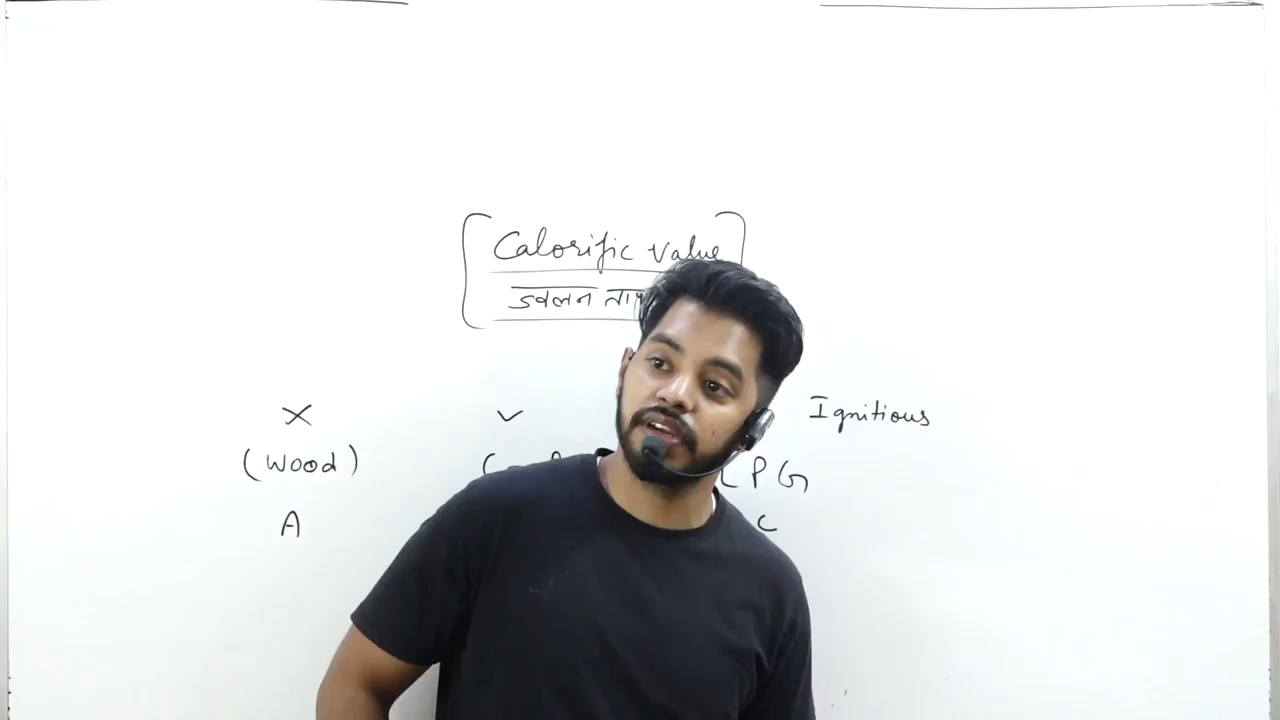 Calorific value
ज्वलन
X ✓ Ignitious
(Wood) ( LPG
A C